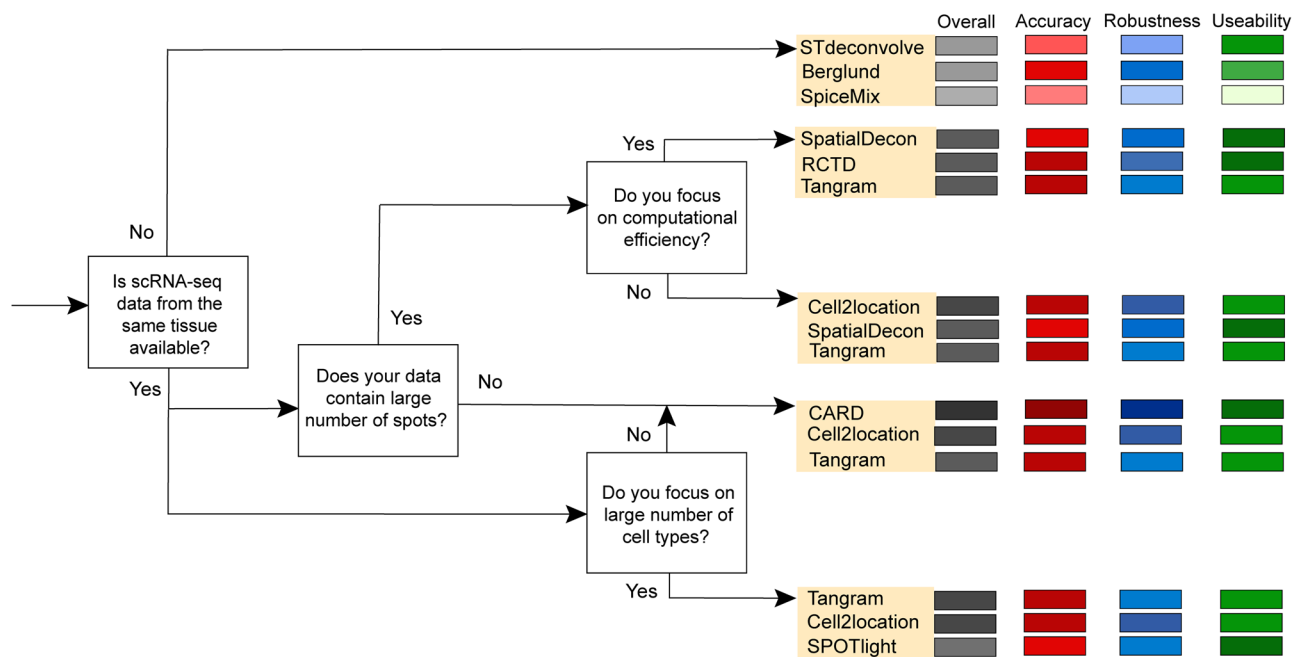 Overall Accuracy Robustness Useability
STdeconvolve
Berglund
SpiceMix
Yes
SpatialDecon
RCTD
Tangram
Do you focus
on computational
efficiency?
No
No
Cell2location
SpatialDecon
Tangram
Is scRNA-seq
data from the
same tissue
available?
Yes
Yes
Does your data
contain large
number of spots?
No
CARD
Cell2location
Tangram
No
Do you focus on
large number of
cell types?
Yes
Tangram
Cell2location
SPOTlight